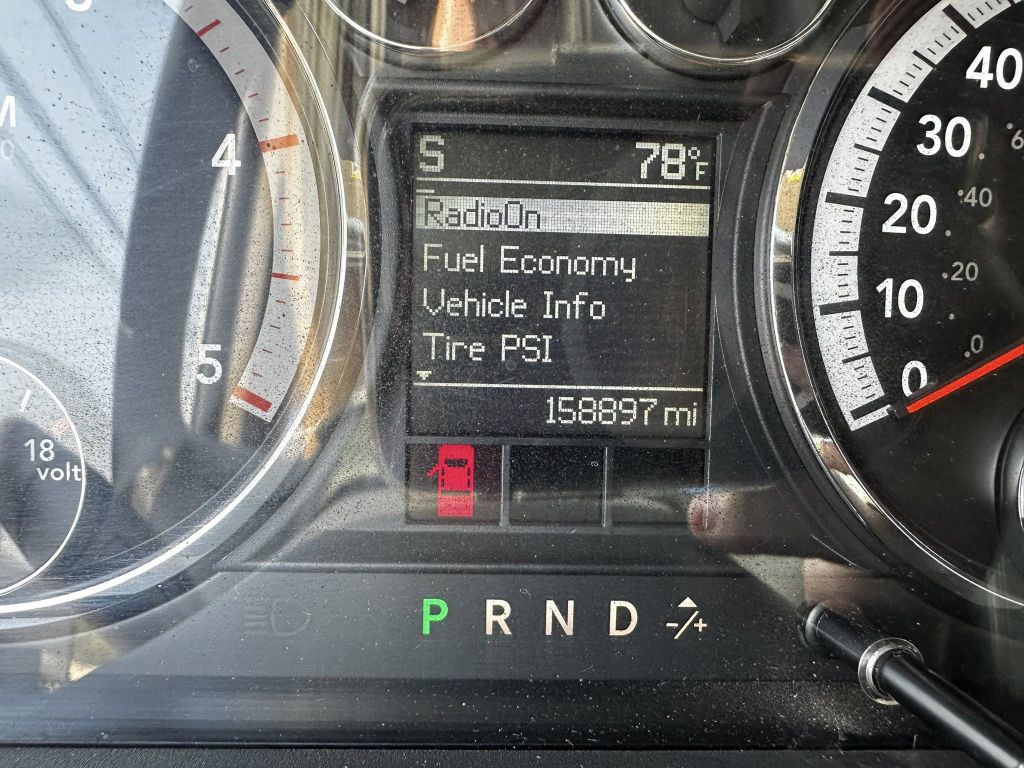 S 78°F
RadioOn
Fuel Economy
Vehicle Info
Tire PSI
158897 mi
P R N D -/+
4
5
18
volt
40
30
20
10
0
40
20
0